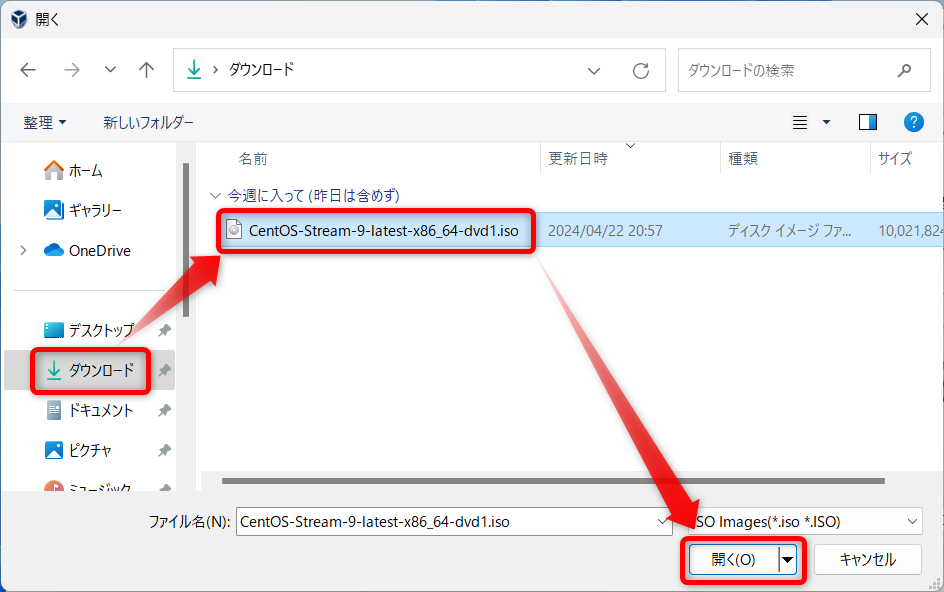 開く
ダウンロード
ダウンロードの検索
整理
新しいフォルダー
名前
更新日時
種類
サイズ
ホーム
ギャラリー
OneDrive
デスクトップ
ダウンロード
ドキュメント
ピクチャ
ミュージック
今週に入って (昨日は含めず)
CentOS-Stream-9-latest-x86_64-dvd1.iso
2024/04/22 20:57
ディスク イメージ ファ...
10,021,824
ファイル名(N):
CentOS-Stream-9-latest-x86_64-dvd1.iso
SO Images(*.iso *.ISO)
開く(O)
キャンセル